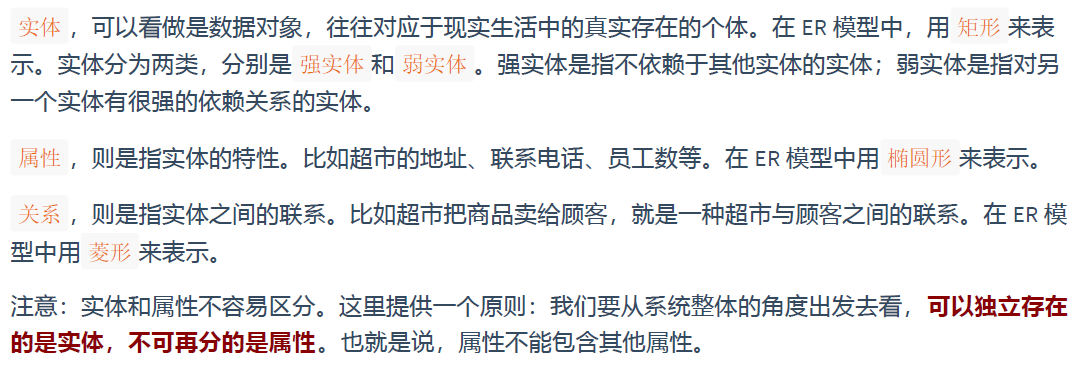 实体，可以看做是数据对象，往往对应于现实生活中的真实存在的个体。在 ER 模型中，用矩形来表
示。实体分为两类，分别是强实体和弱实体。强实体是指不依赖于其他实体的实体；弱实体是指对另
一个实体有很强的依赖关系的实体。
属性，则是指实体的特性。比如超市的地址、联系电话、员工数等。在 ER 模型中用椭圆形来表示。
关系，则是指实体之间的联系。比如超市把商品卖给顾客，就是一种超市与顾客之间的联系。在 ER 模
型中用菱形来表示。
注意：实体和属性不容易区分。这里提供一个原则：我们要从系统整体的角度出发去看，可以独立存在
的是实体，不可再分的是属性。也就是说，属性不能包含其他属性。